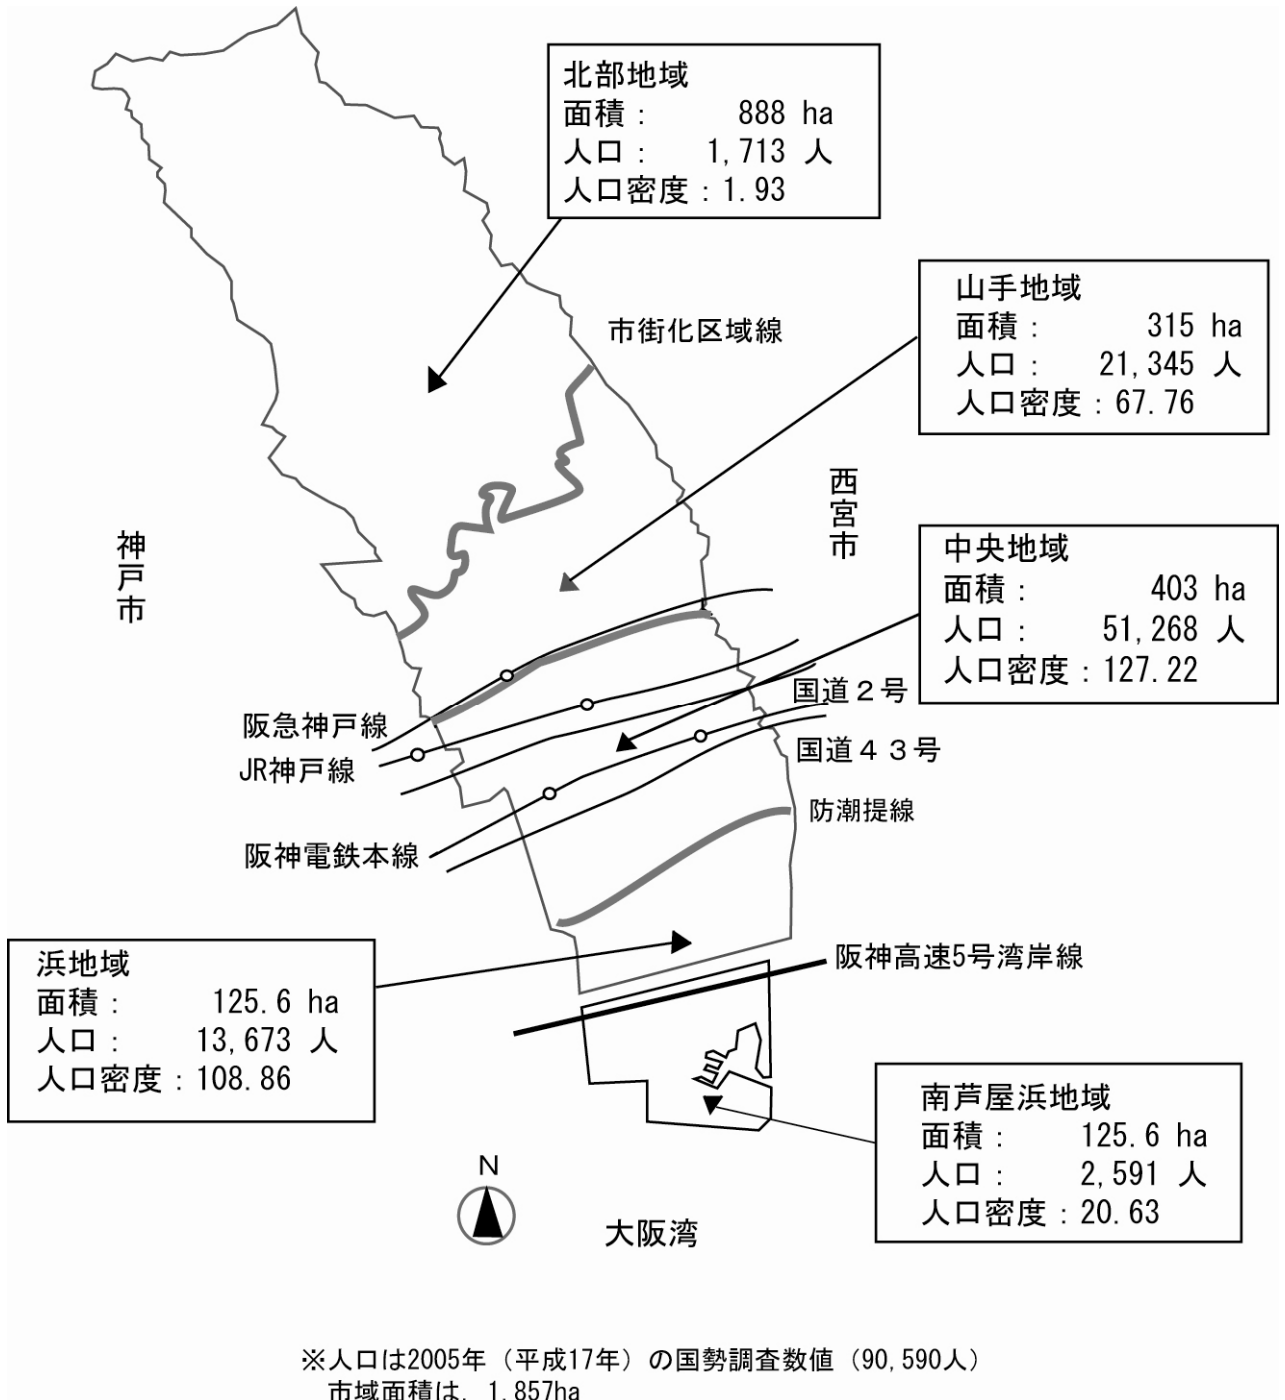 北部地域
面積： 888 ha
人口： 1,713 人
人口密度：1.93
山手地域
面積： 315 ha
人口： 21,345 人
人口密度：67.76
市街化区域線
西宮市
神戸市
中央地域
面積： 403 ha
人口： 51,268 人
人口密度：127.22
国道２号
阪急神戸線
国道４３号
JR神戸線
防潮提線
阪神電鉄本線
浜地域
面積： 125.6 ha
人口： 13,673 人
人口密度：108.86
阪神高速5号湾岸線
南芦屋浜地域
面積： 125.6 ha
人口： 2,591 人
人口密度：20.63
N
大阪湾
※人口は2005年（平成17年）の国勢調査数値（90,590人）
市域面積は、1,857ha